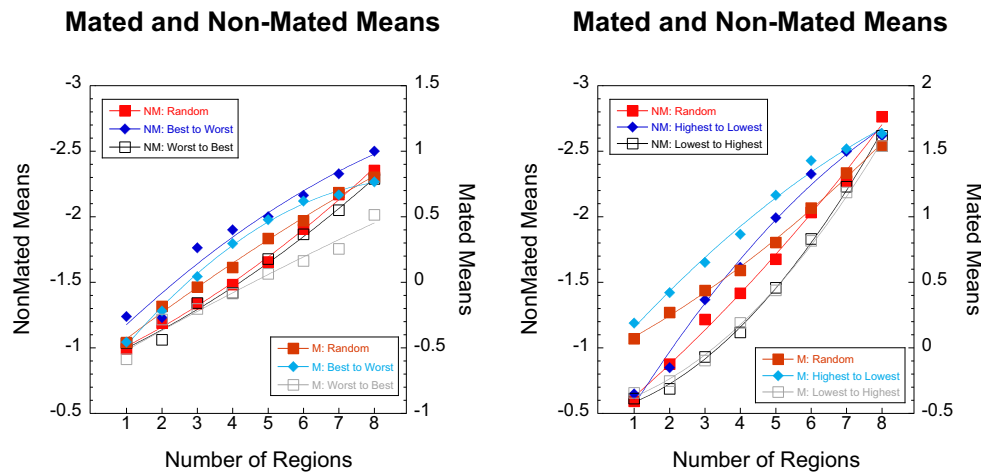 Mated and Non-Mated Means
-3
-2.5
-2
-1.5
-1
-0.5
1.5
1
0.5
0
-0.5
-1
NonMated Means
Mated Means
NM: Random
NM: Best to Worst
NM: Worst to Best
M: Random
M: Best to Worst
M: Worst to Best
1 2 3 4 5 6 7 8
Number of Regions
Mated and Non-Mated Means
-3
-2.5
-2
-1.5
-1
-0.5
2
1.5
1
0.5
0
-0.5
NonMated Means
Mated Means
NM: Random
NM: Highest to Lowest
NM: Lowest to Highest
M: Random
M: Highest to Lowest
M: Lowest to Highest
1 2 3 4 5 6 7 8
Number of Regions